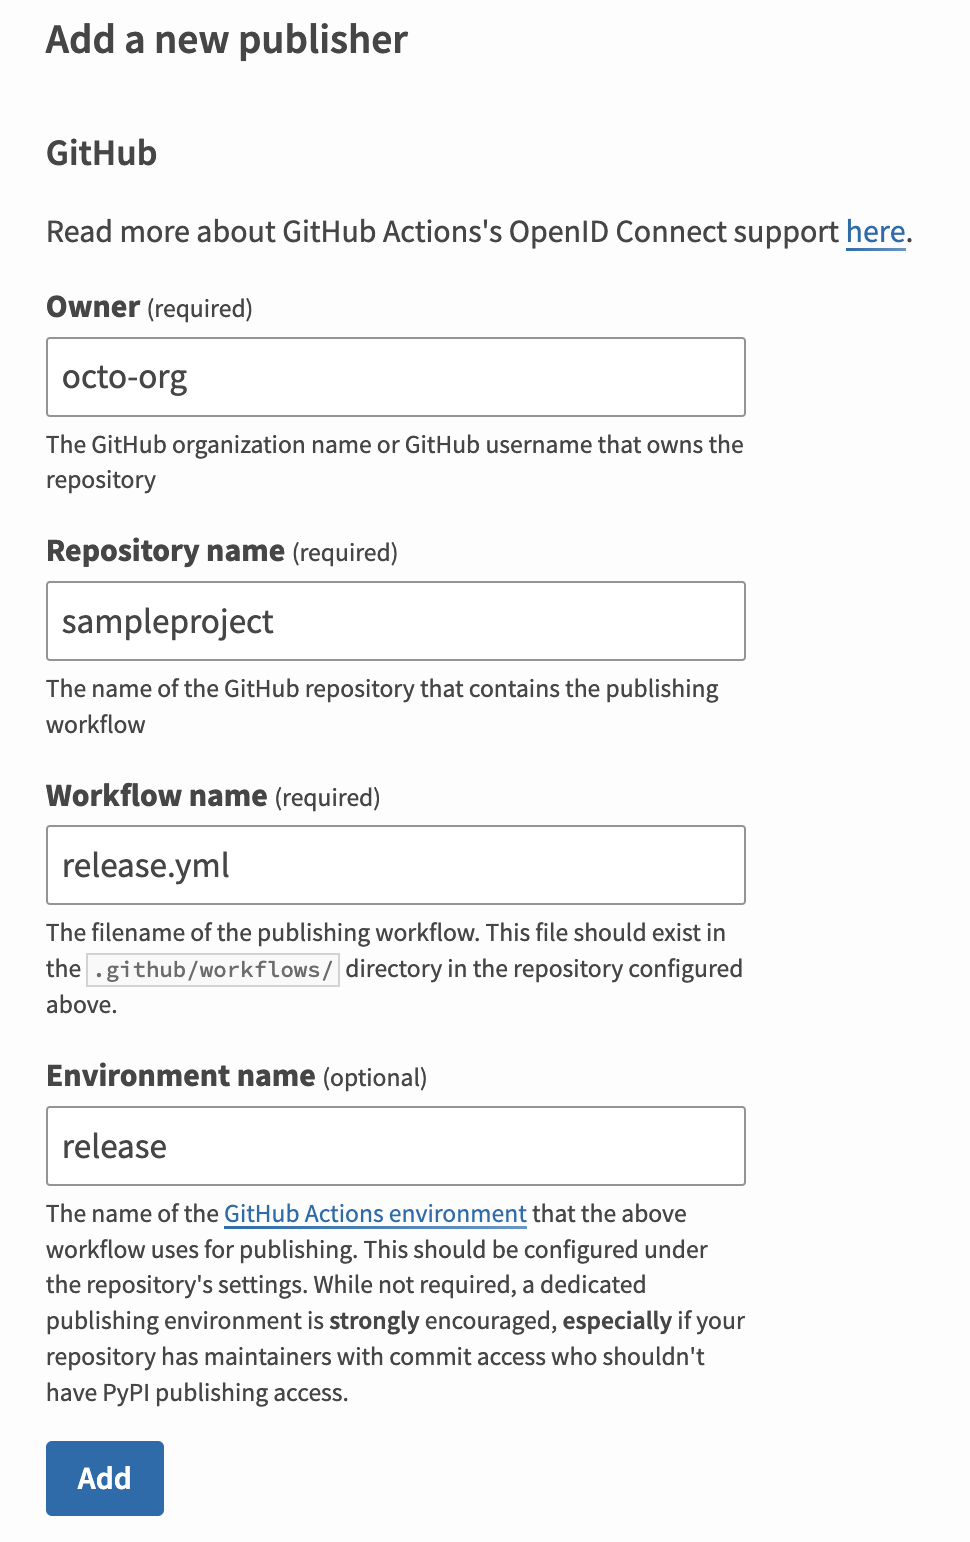 Add a new publisher
GitHub
Read more about GitHub Actions's OpenID Connect support here.
Owner (required)
octo-org
The GitHub organization name or GitHub username that owns the
repository
Repository name (required)
sampleproject
The name of the GitHub repository that contains the publishing
workflow
Workflow name (required)
release.yml
The filename of the publishing workflow. This file should exist in
the .github/workflows/ directory in the repository configured
above.
Environment name (optional)
release
The name of the GitHub Actions environment that the above
workflow uses for publishing. This should be configured under
the repository's settings. While not required, a dedicated
publishing environment is strongly encouraged, especially if your
repository has maintainers with commit access who shouldn't
have PyPI publishing access.
Add